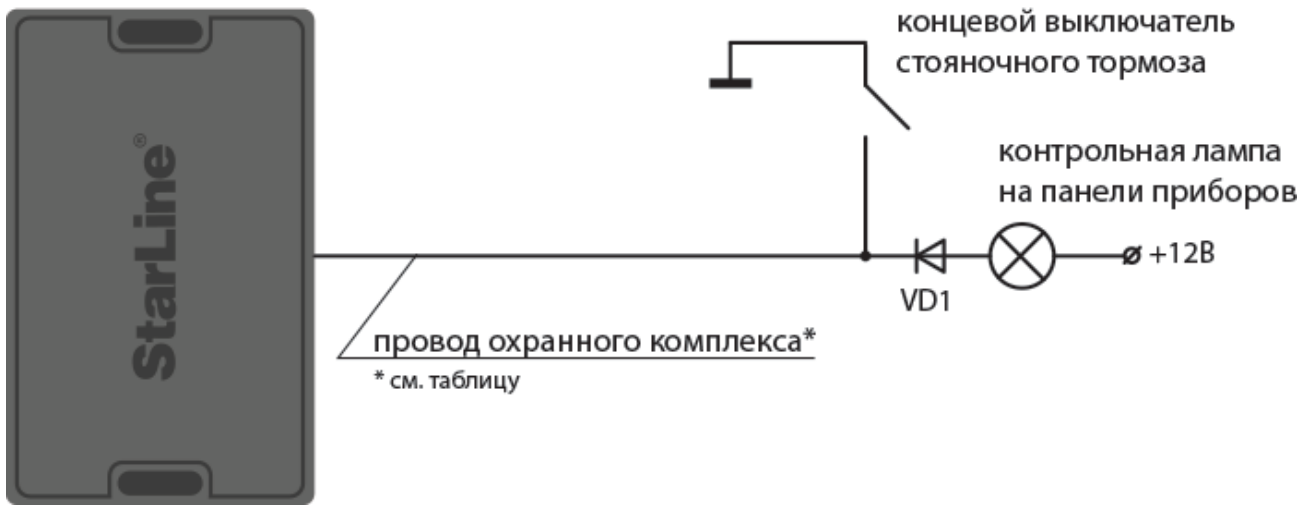 StarLine®
концевой выключатель
стояночного тормоза
контрольная лампа
на панели приборов
+12В
VD1
провод охранного комплекса*
* см. таблицу